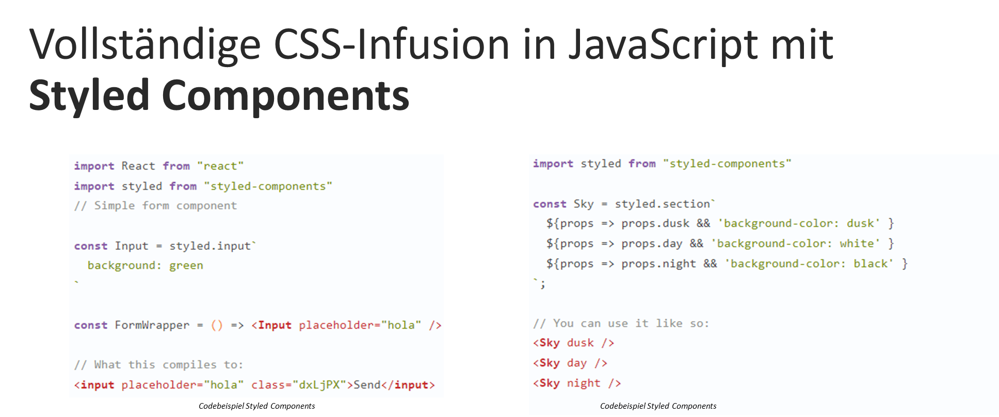 Vollständige CSS-Infusion in JavaScript mit
Styled Components
import React from "react"
import styled from "styled-components"
// Simple form component
const Input = styled.input`
background: green
`
const FormWrapper = () => <Input placeholder="hola" />
// What this compiles to:
<input placeholder="hola" class="dxLjPX">Send</input>
Codebeispiel Styled Components
import styled from "styled-components"
const Sky = styled.section`
${props => props.dusk && 'background-color: dusk' }
${props => props.day && 'background-color: white' }
${props => props.night && 'background-color: black' }
`;
// You can use it like so:
<Sky dusk />
<Sky day />
<Sky night />
Codebeispiel Styled Components